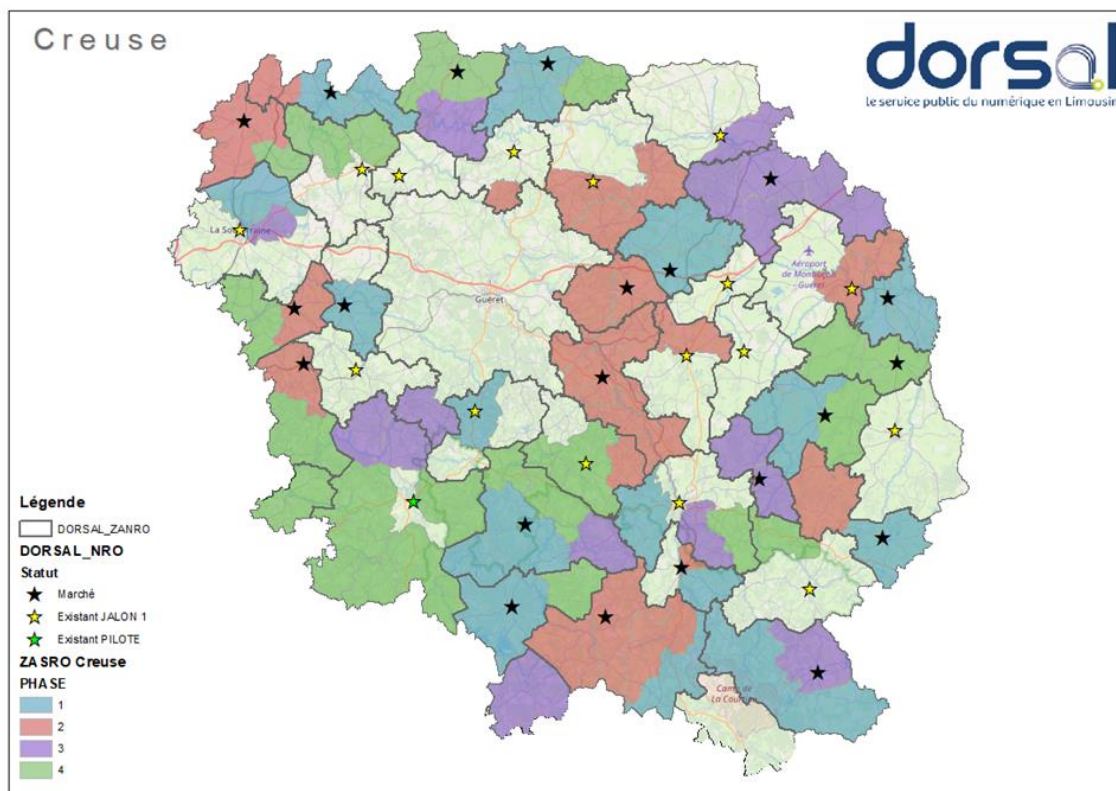 Creuse
dorsal
le service public du numérique en Limousin
La Souterraine
Guéret
Aéroport
de Montluçon
- Guéret
Camp de
La Courtine
Légende
DORSAL_ZANRO
DORSAL_NRO
Statut
Marché
Existant JALON 1
Existant PILOTE
ZASRO Creuse
PHASE
1
2
3
4